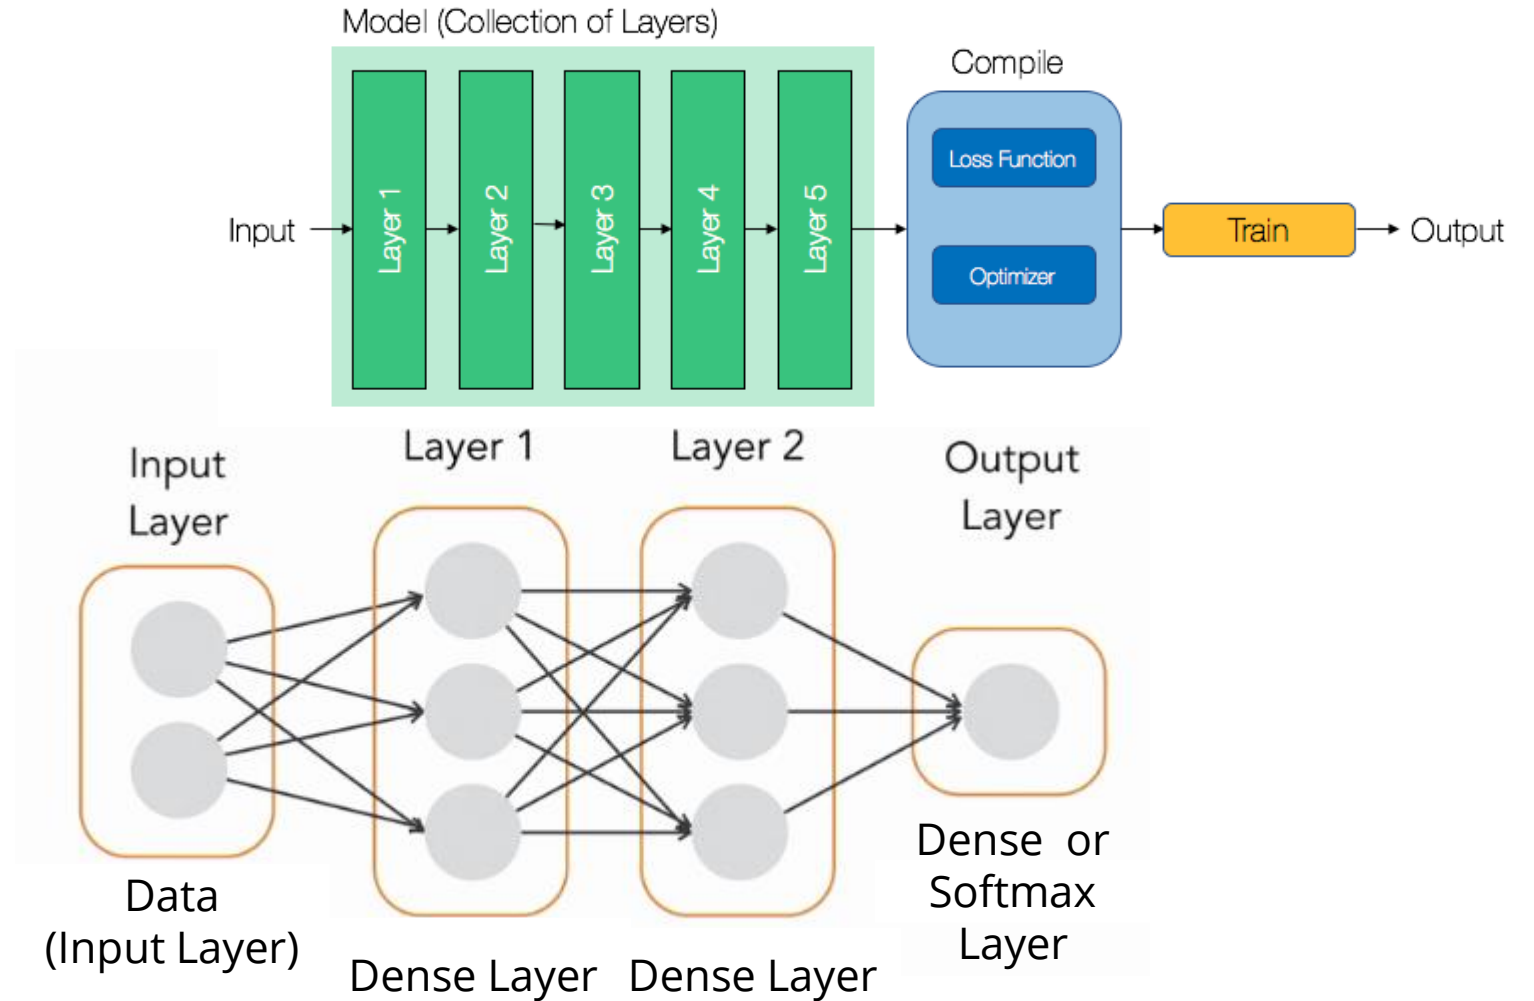 Model (Collection of Layers)
Compile
Layer 1
Layer 2
Layer 3
Layer 4
Layer 5
Loss Function
Optimizer
Input
Train
Output
Input
Layer
Layer 1
Layer 2
Output
Layer
Data
(Input Layer)
Dense Layer
Dense Layer
Dense or
Softmax
Layer